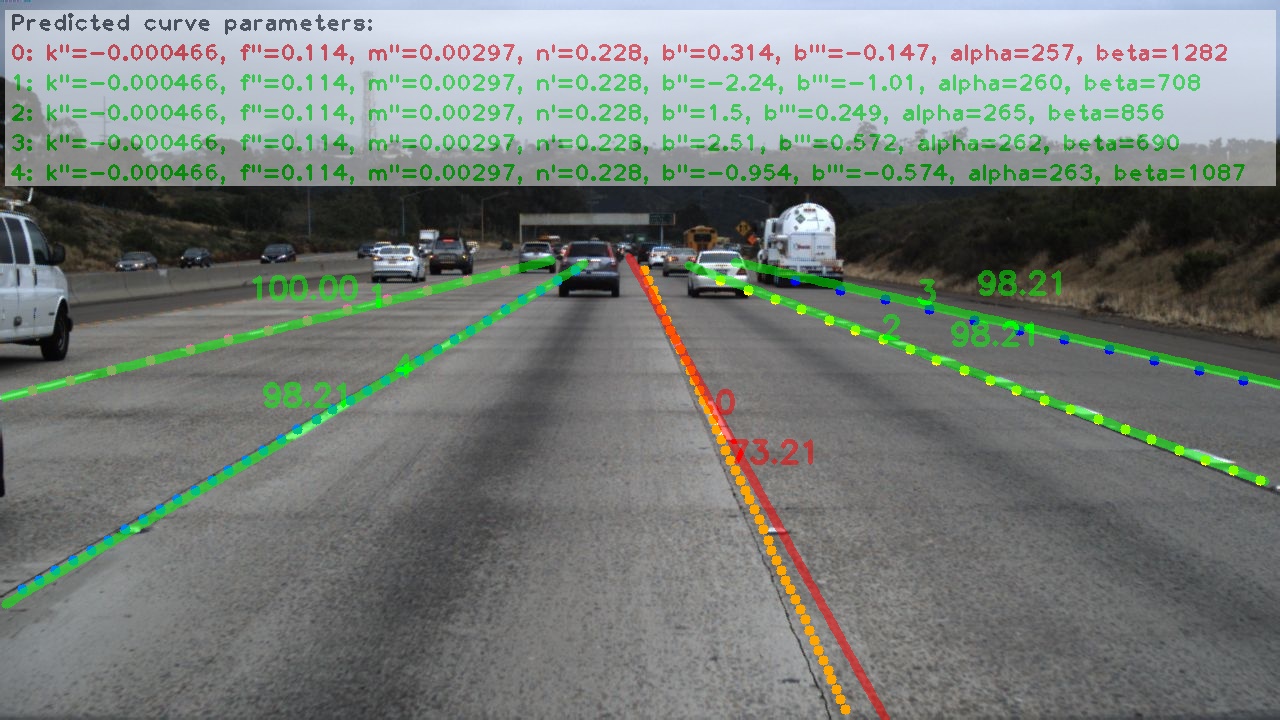 Predicted curve parameters:
0: k''=-0.000466, f''=0.114, m''=0.00297, n'=0.228, b''=0.314, b'''=-0.147, alpha=257, beta=1282
1: k''=-0.000466, f''=0.114, m''=0.00297, n'=0.228, b''=-2.24, b'''=-1.01, alpha=260, beta=708
2: k''=-0.000466, f''=0.114, m''=0.00297, n'=0.228, b''=1.5, b'''=0.249, alpha=265, beta=856
3: k''=-0.000466, f''=0.114, m''=0.00297, n'=0.228, b''=2.51, b'''=0.572, alpha=262, beta=690
4: k''=-0.000466, f''=0.114, m''=0.00297, n'=0.228, b''=-0.954, b'''=-0.574, alpha=263, beta=1087
100.00 1
3 98.21
2 98.21
4
98.21
0
73.21